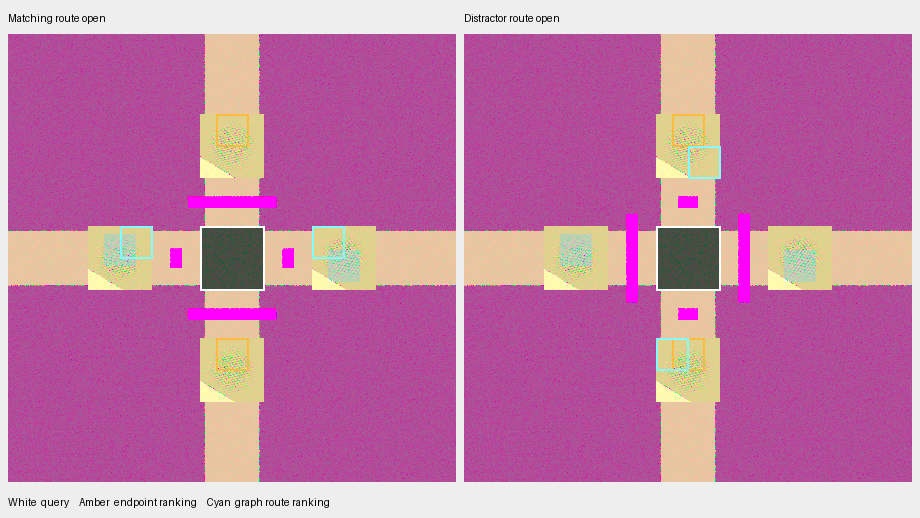 Matching route open
Distractor route open
White query Amber endpoint ranking Cyan graph route ranking